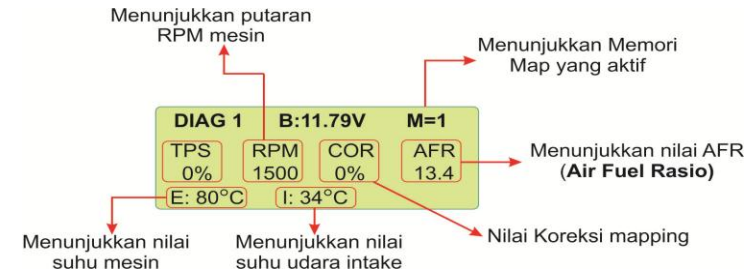 Menunjukkan putaran
RPM mesin
Menunjukkan Memori
Map yang aktif
DIAG 1 B:11.79V M=1
TPS RPM COR AFR
0% 1500 0% 13.4
E: 80°C I: 34°C
Menunjukkan nilai AFR
(Air Fuel Rasio)
Nilai Koreksi mapping
Menunjukkan nilai
suhu mesin
Menunjukkan nilai
suhu udara intake